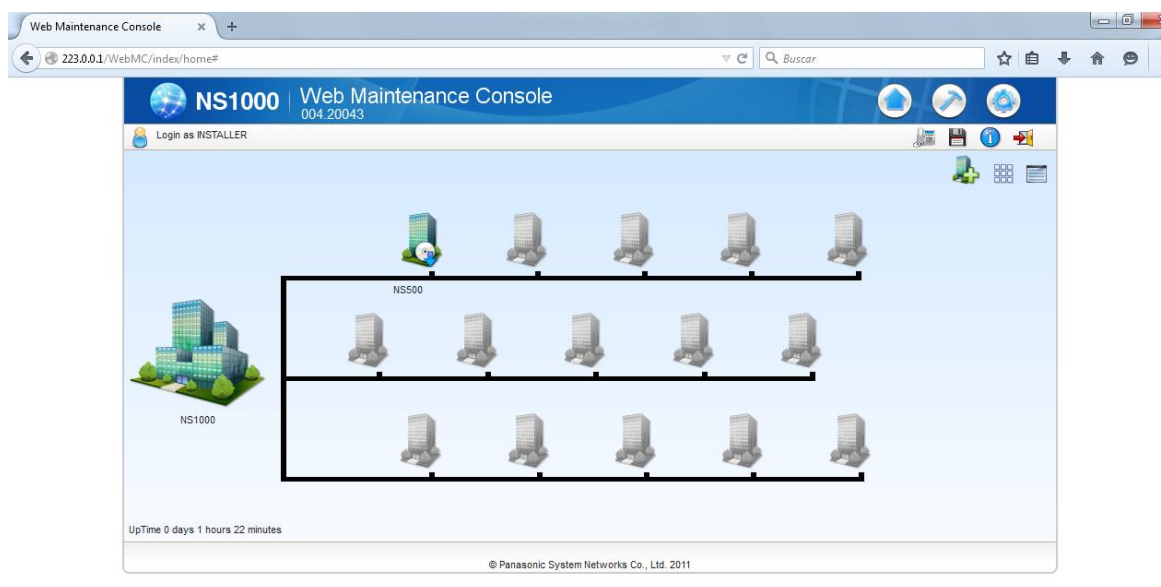 Web Maintenance Console
223.0.0.1/WebMC/index/home#
Buscar
NS1000
Web Maintenance Console
004.20043
Login as INSTALLER
NS500
NS1000
UpTime 0 days 1 hours 22 minutes
© Panasonic System Networks Co., Ltd. 2011